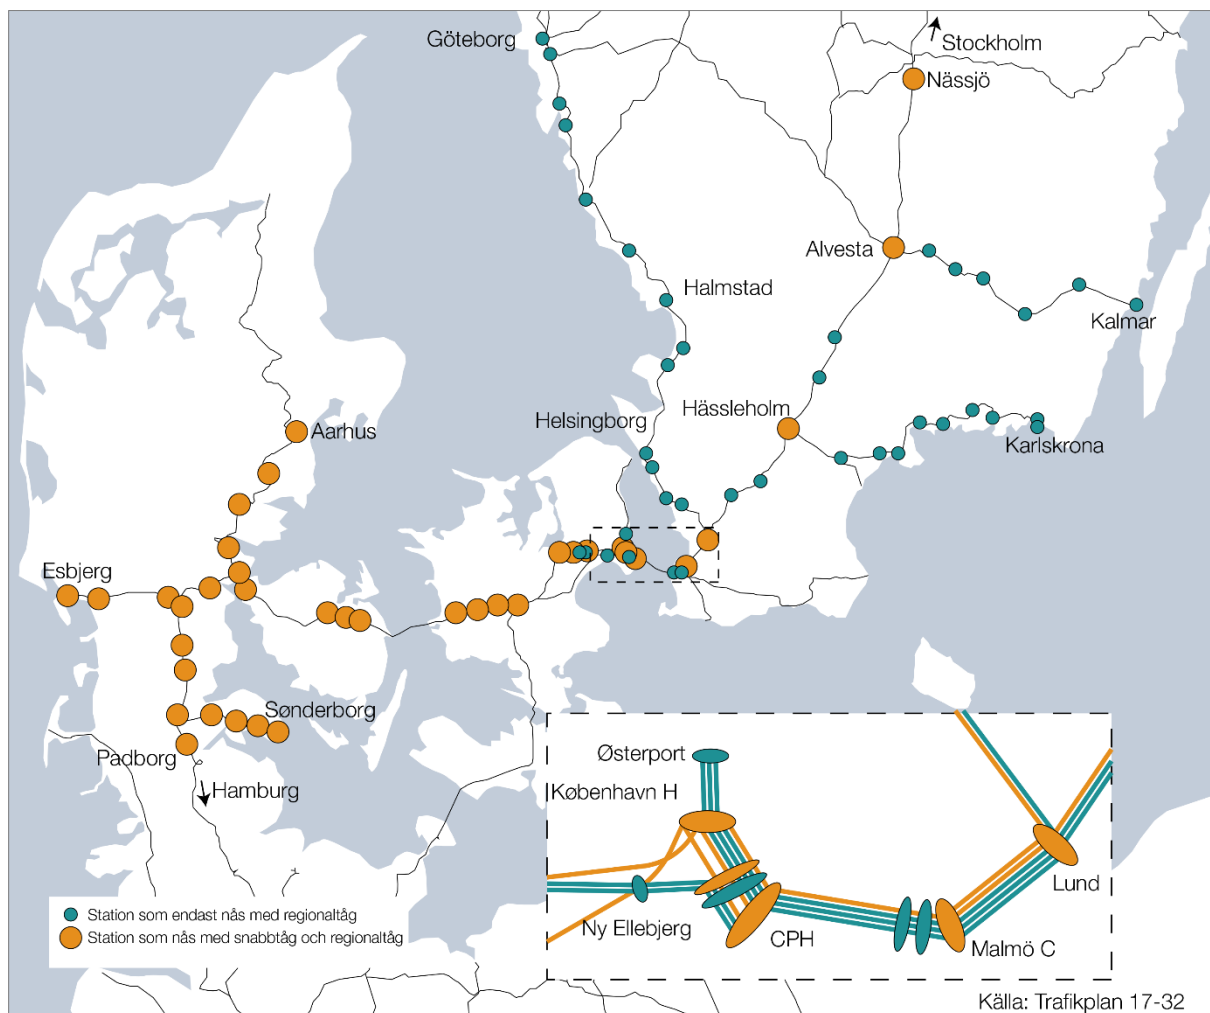 Göteborg
Stockholm
Nässjö
Alvesta
Halmstad
Kalmar
Hässleholm
Helsingborg
Aarhus
Karlskrona
Esbjerg
Sønderborg
Padborg
Hamburg
Østerport
København H
Lund
Ny Ellebjerg
CPH
Malmö C
Station som endast nås med regionaltåg
Station som nås med snabbtåg och regionaltåg
Källa: Trafikplan 17-32